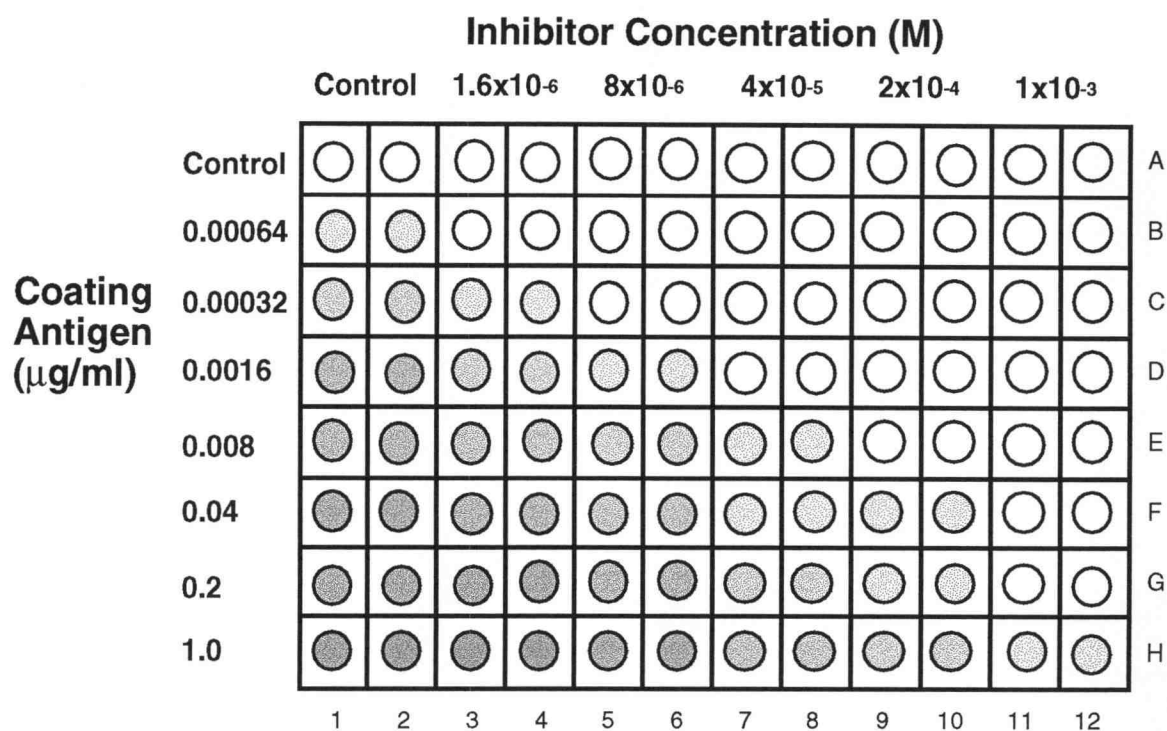 Inhibitor Concentration (M)
Control 1.6x10-6 8x10-6 4x10-5 2x10-4 1x10-3
Coating
Antigen
(μg/ml)
Control A
0.00064 B
0.00032 C
0.0016 D
0.008 E
0.04 F
0.2 G
1.0 H
1 2 3 4 5 6 7 8 9 10 11 12